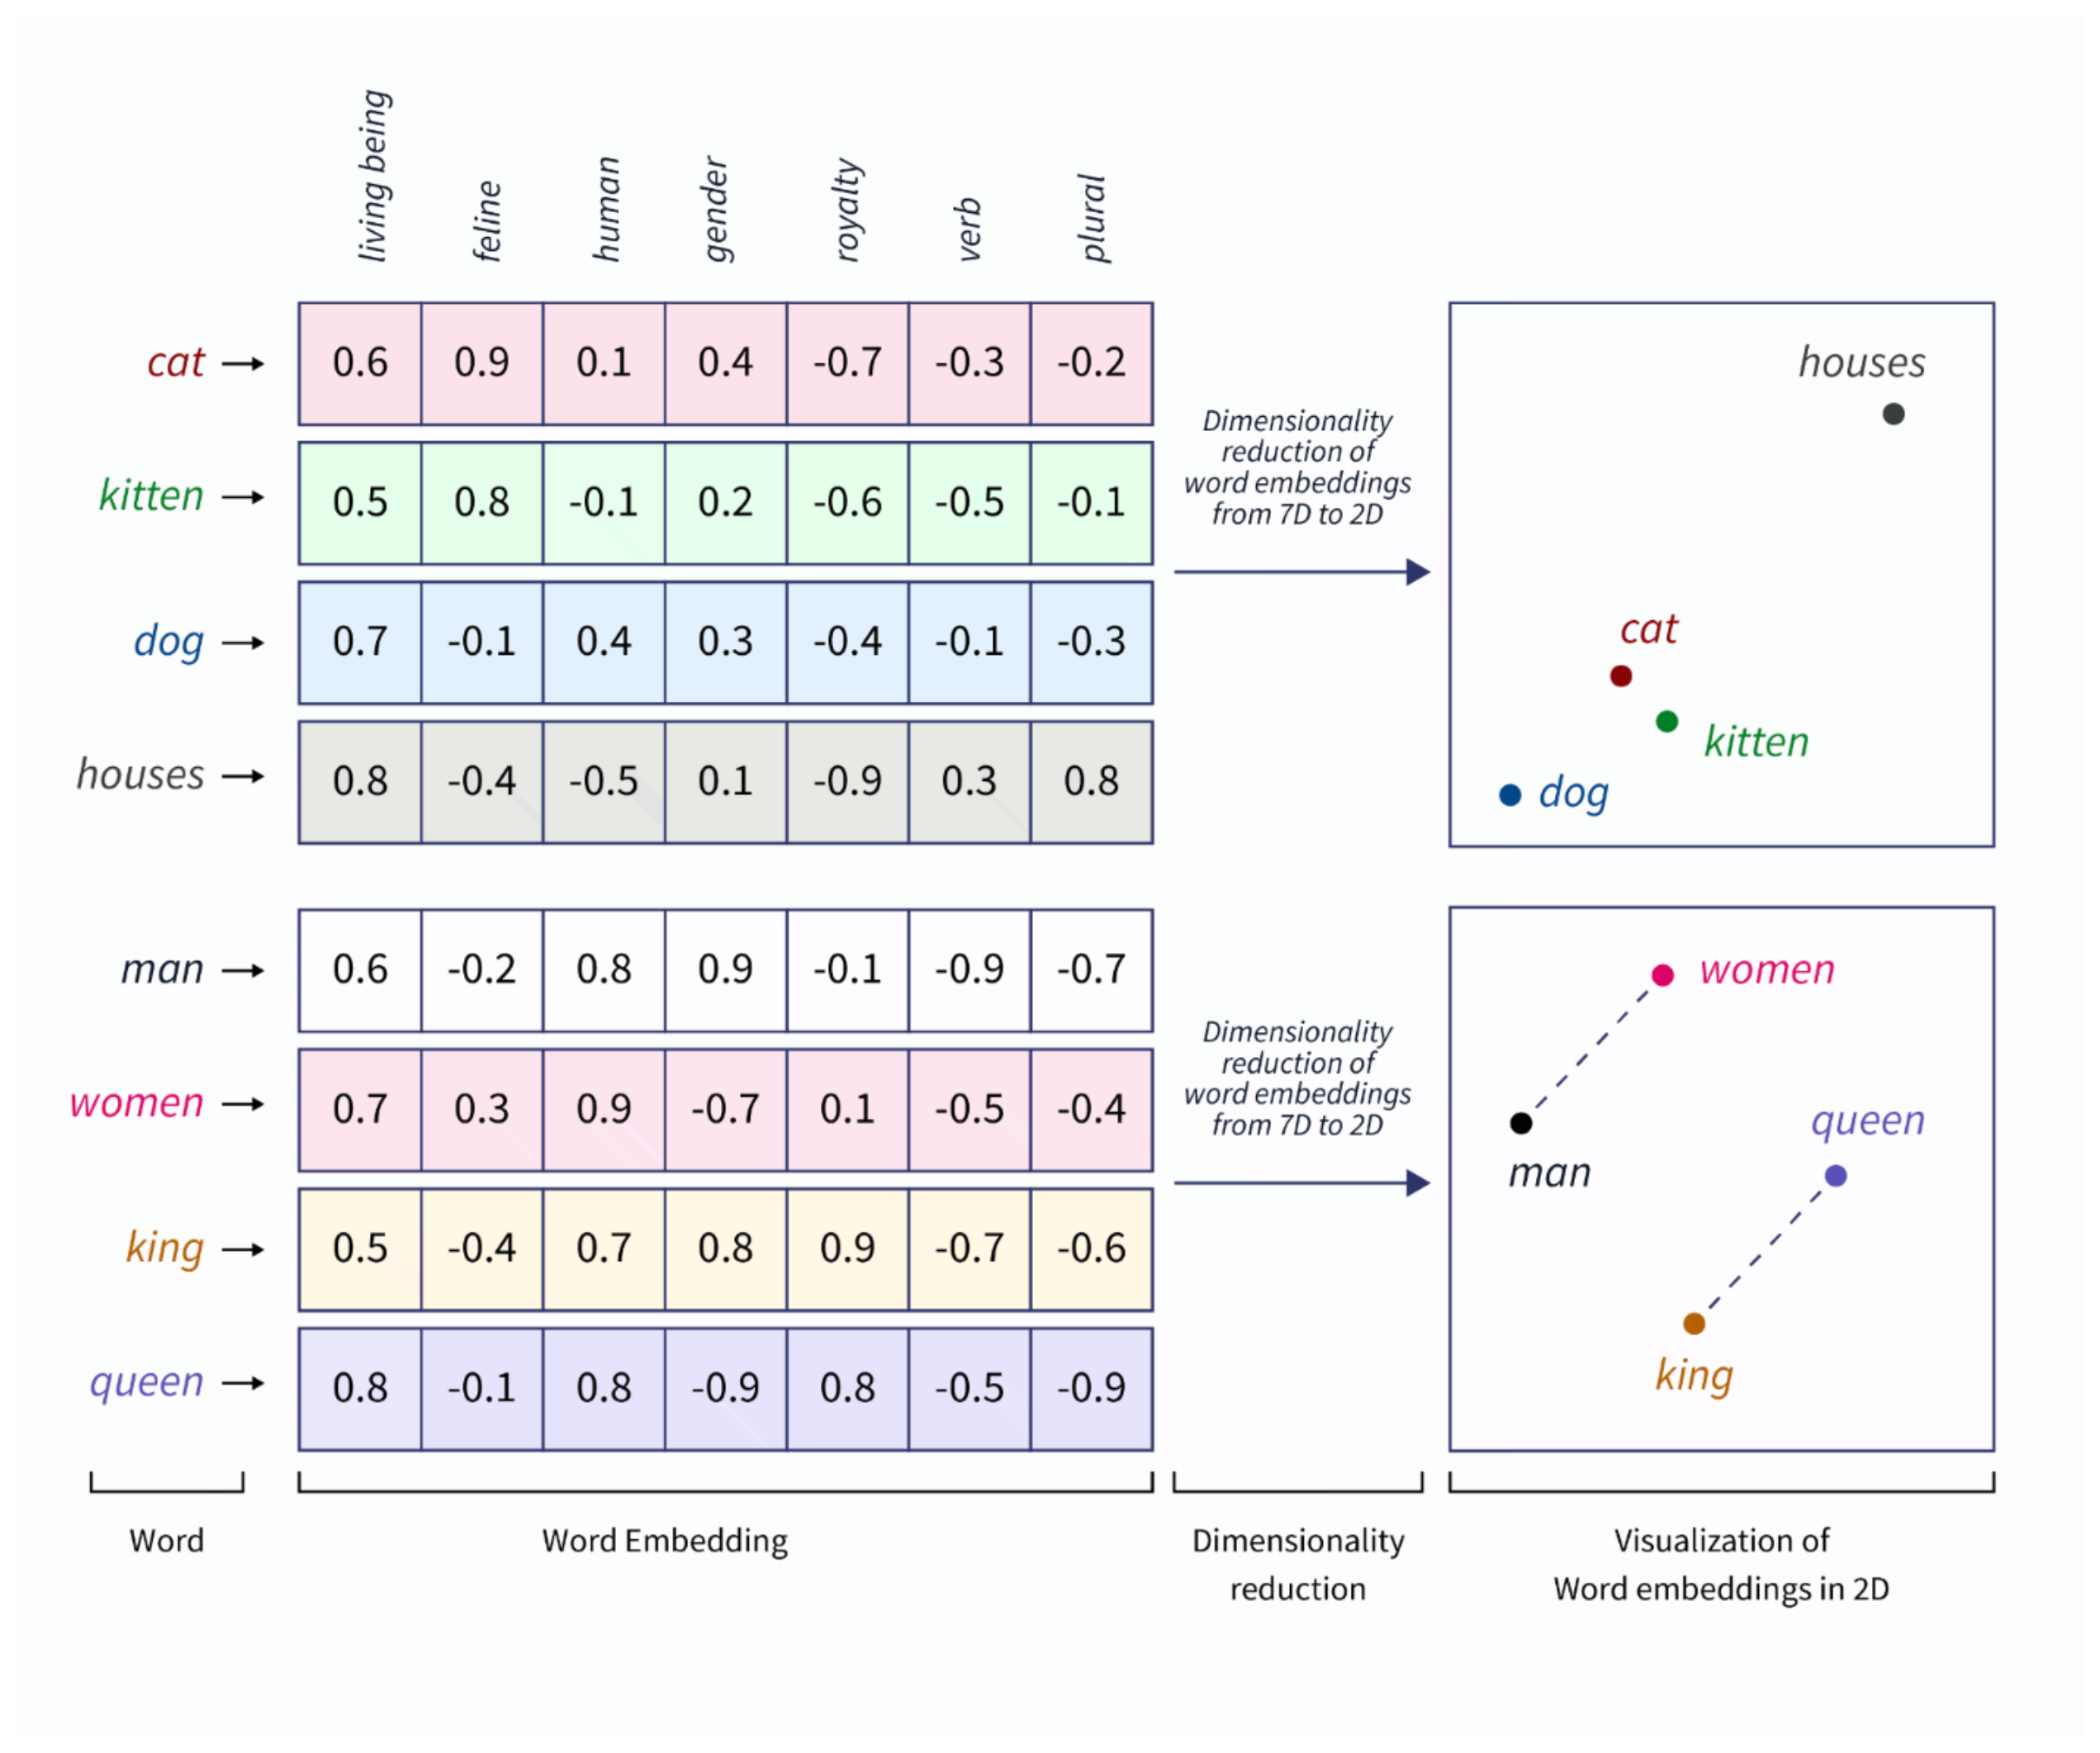 living being feline human gender royalty verb plural
cat 0.6 0.9 0.1 0.4 -0.7 -0.3 -0.2
kitten 0.5 0.8 -0.1 0.2 -0.6 -0.5 -0.1
dog 0.7 -0.1 0.4 0.3 -0.4 -0.1 -0.3
houses 0.8 -0.4 -0.5 0.1 -0.9 0.3 0.8
Dimensionality
reduction of
word embeddings
from 7D to 2D
houses
cat
kitten
dog
man 0.6 -0.2 0.8 0.9 -0.1 -0.9 -0.7
women 0.7 0.3 0.9 -0.7 0.1 -0.5 -0.4
king 0.5 -0.4 0.7 0.8 0.9 -0.7 -0.6
queen 0.8 -0.1 0.8 -0.9 0.8 -0.5 -0.9
Dimensionality
reduction of
word embeddings
from 7D to 2D
women
queen
man
king
Word
Word Embedding
Dimensionality
reduction
Visualization of
Word embeddings in 2D